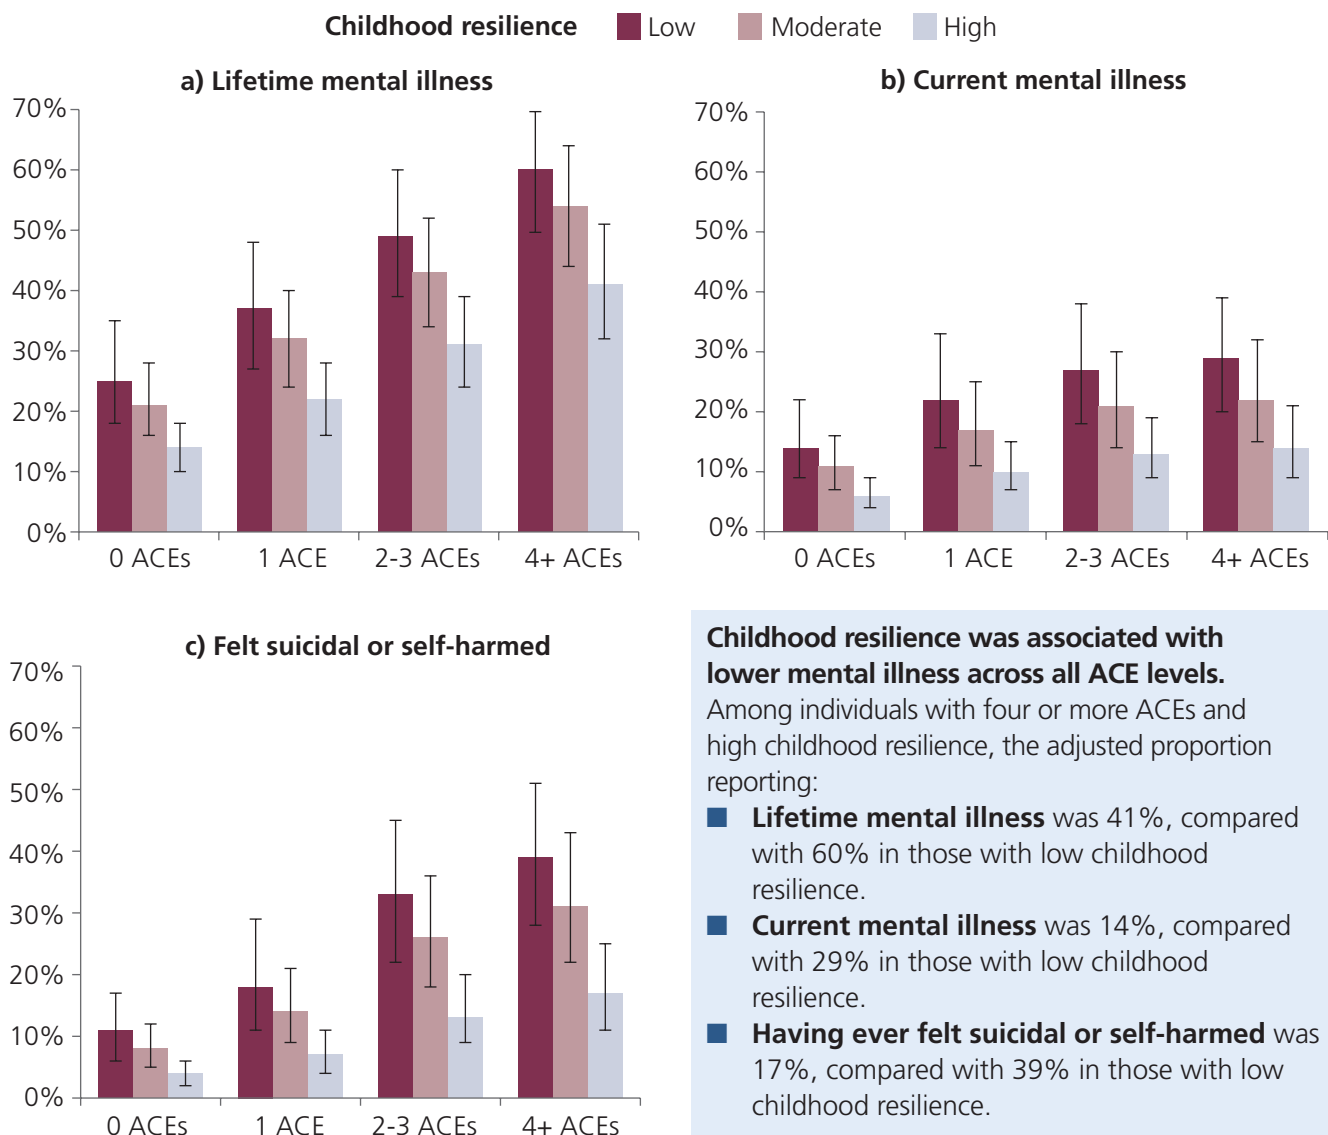 Childhood resilience Low Moderate High
a) Lifetime mental illness
70%
60%
50%
40%
30%
20%
10%
0%
0 ACEs 1 ACE 2-3 ACEs 4+ ACEs
b) Current mental illness
70%
60%
50%
40%
30%
20%
10%
0%
0 ACEs 1 ACE 2-3 ACEs 4+ ACEs
c) Felt suicidal or self-harmed
70%
60%
50%
40%
30%
20%
10%
0%
0 ACEs 1 ACE 2-3 ACEs 4+ ACEs
Childhood resilience was associated with
lower mental illness across all ACE levels.
Among individuals with four or more ACEs and
high childhood resilience, the adjusted proportion
reporting:
■ Lifetime mental illness was 41%, compared
with 60% in those with low childhood
resilience.
■ Current mental illness was 14%, compared
with 29% in those with low childhood
resilience.
■ Having ever felt suicidal or self-harmed was
17%, compared with 39% in those with low
childhood resilience.